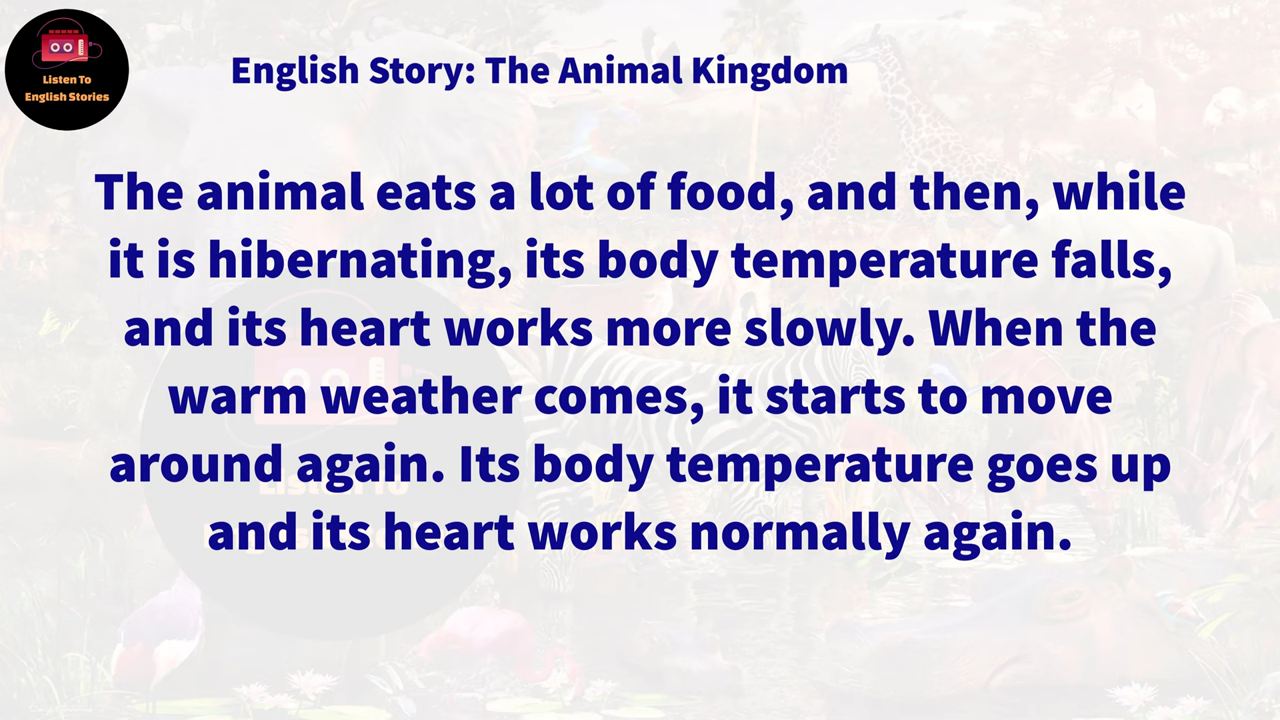 Listen To
English Stories
English Story: The Animal Kingdom
The animal eats a lot of food, and then, while
it is hibernating, its body temperature falls,
and its heart works more slowly. When the
warm weather comes, it starts to move
around again. Its body temperature goes up
and its heart works normally again.